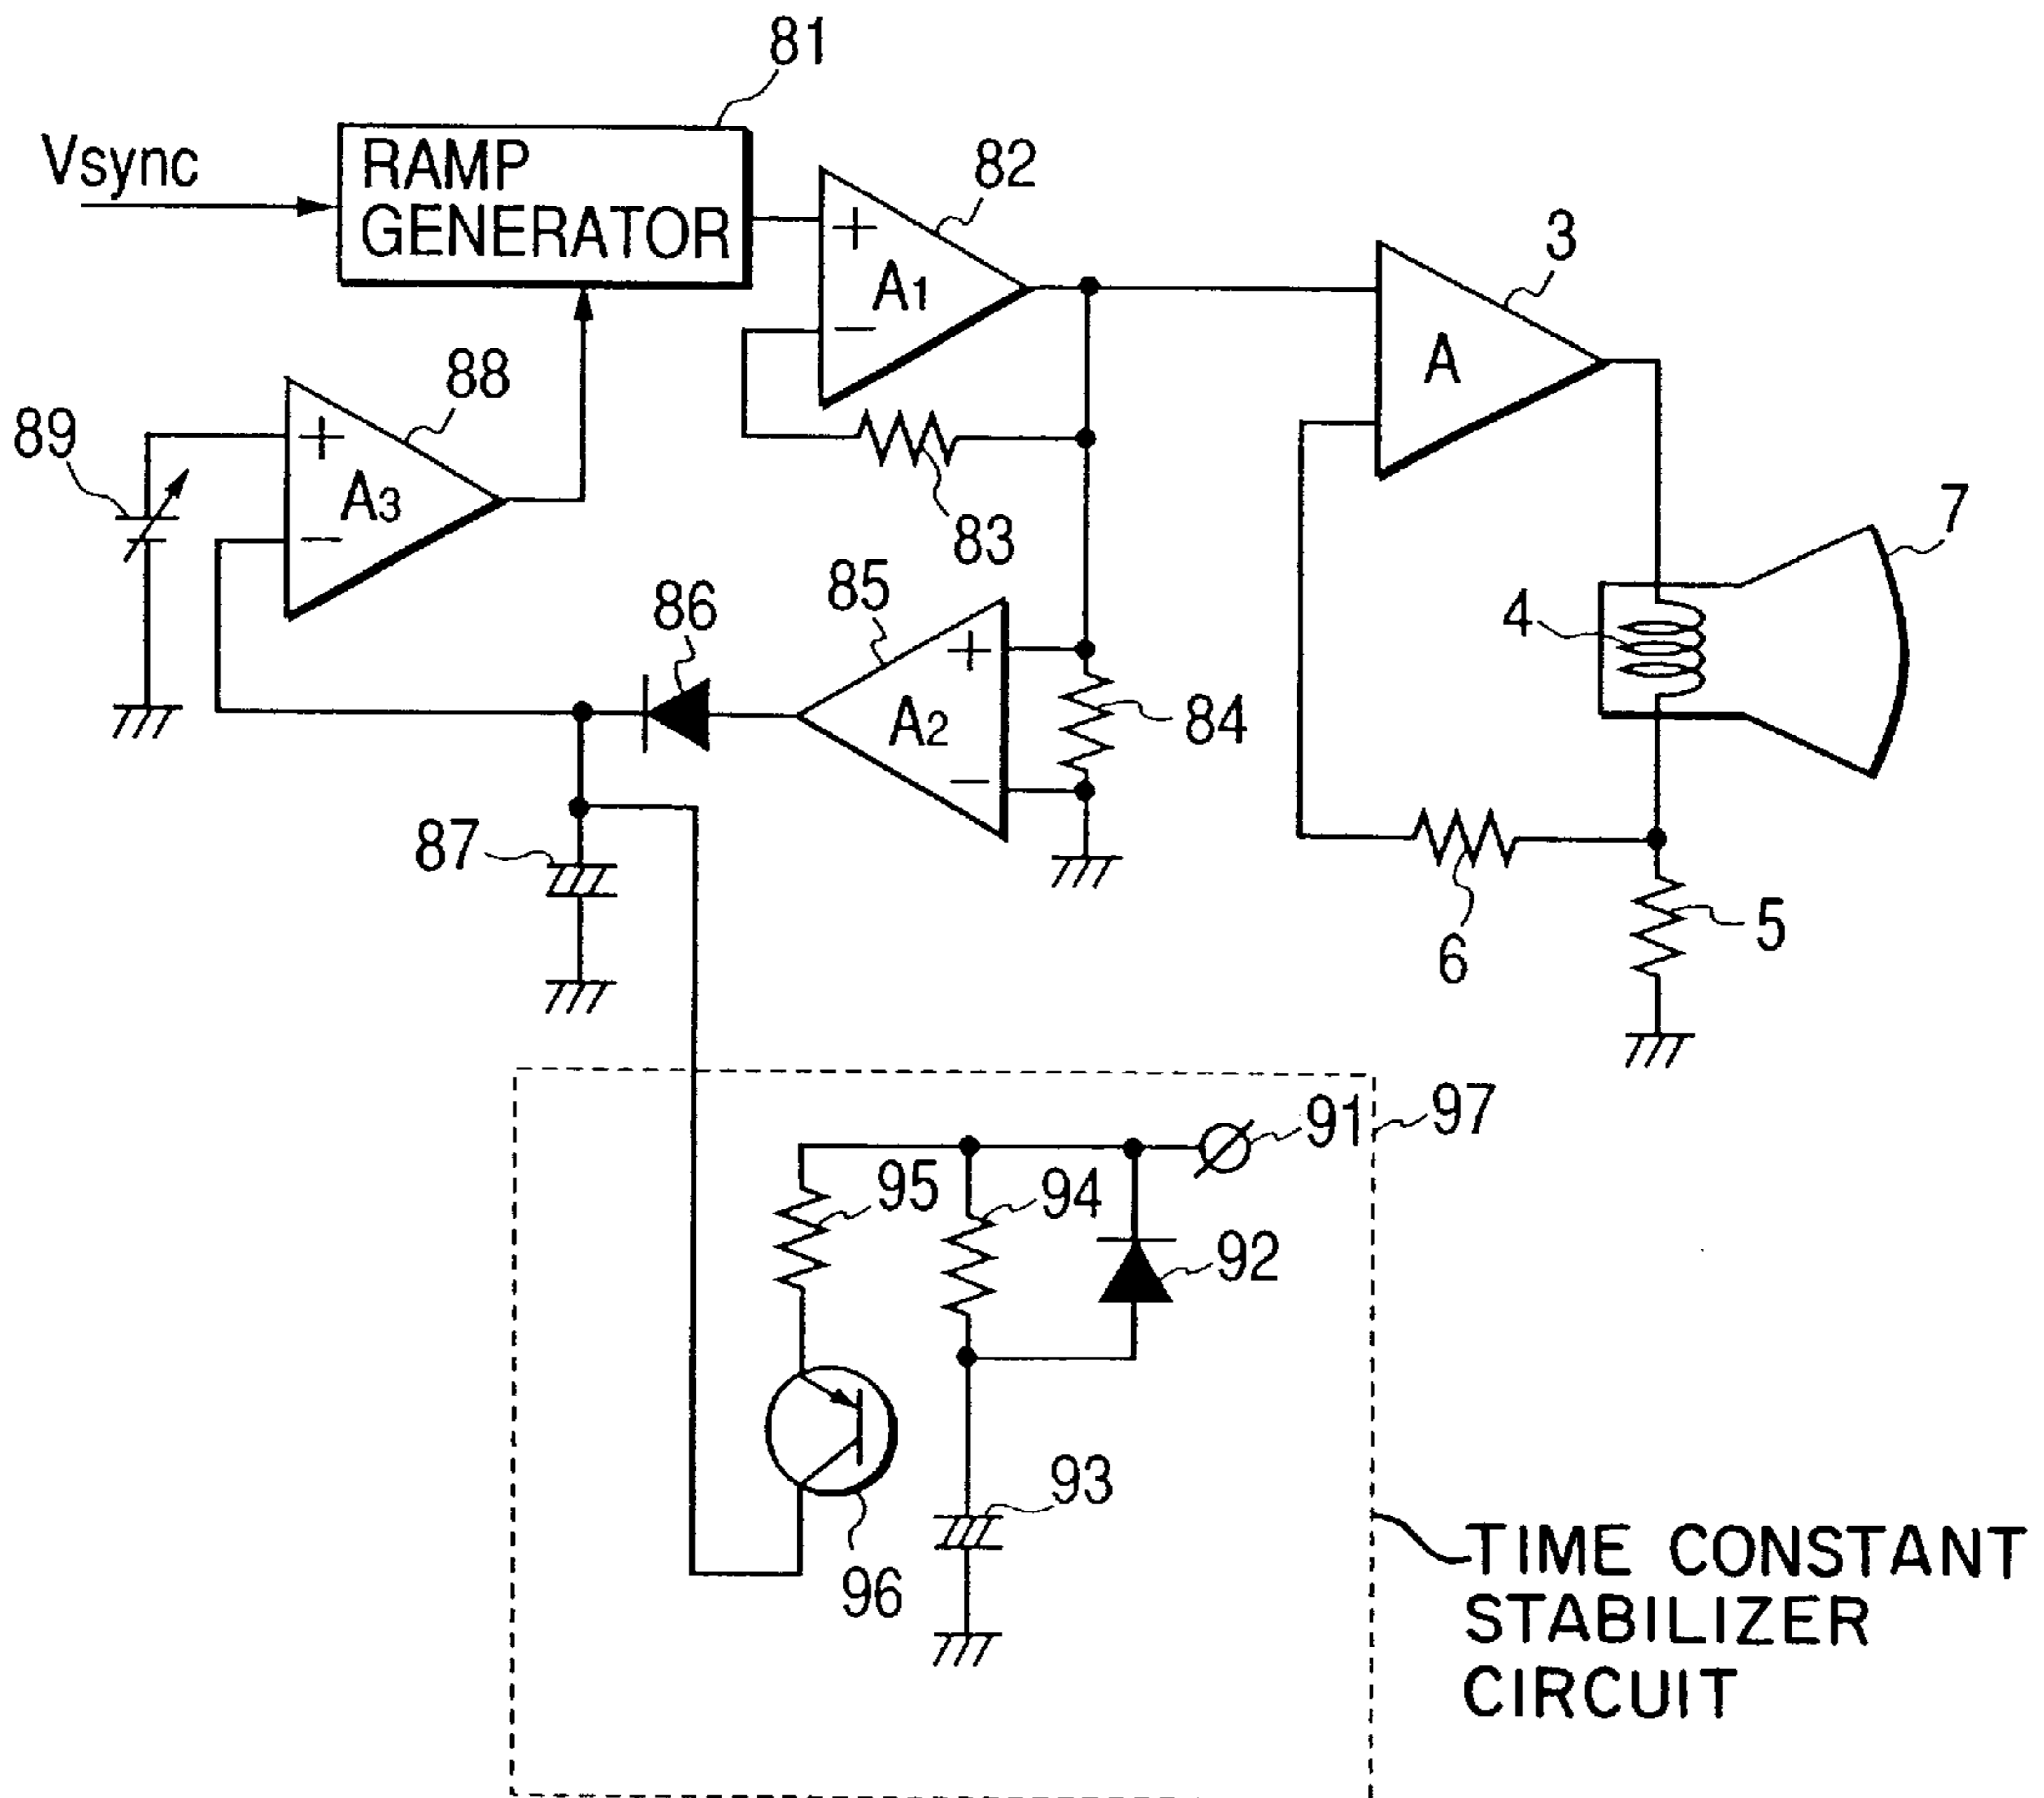 81
Vsync
RAMP
GENERATOR
82
+
A1
−
3
A
88
89
+
A3
−
83
7
85
86
+
A2
−
84
4
87
6
5
91
97
95
94
92
93
96
TIME CONSTANT
STABILIZER
CIRCUIT